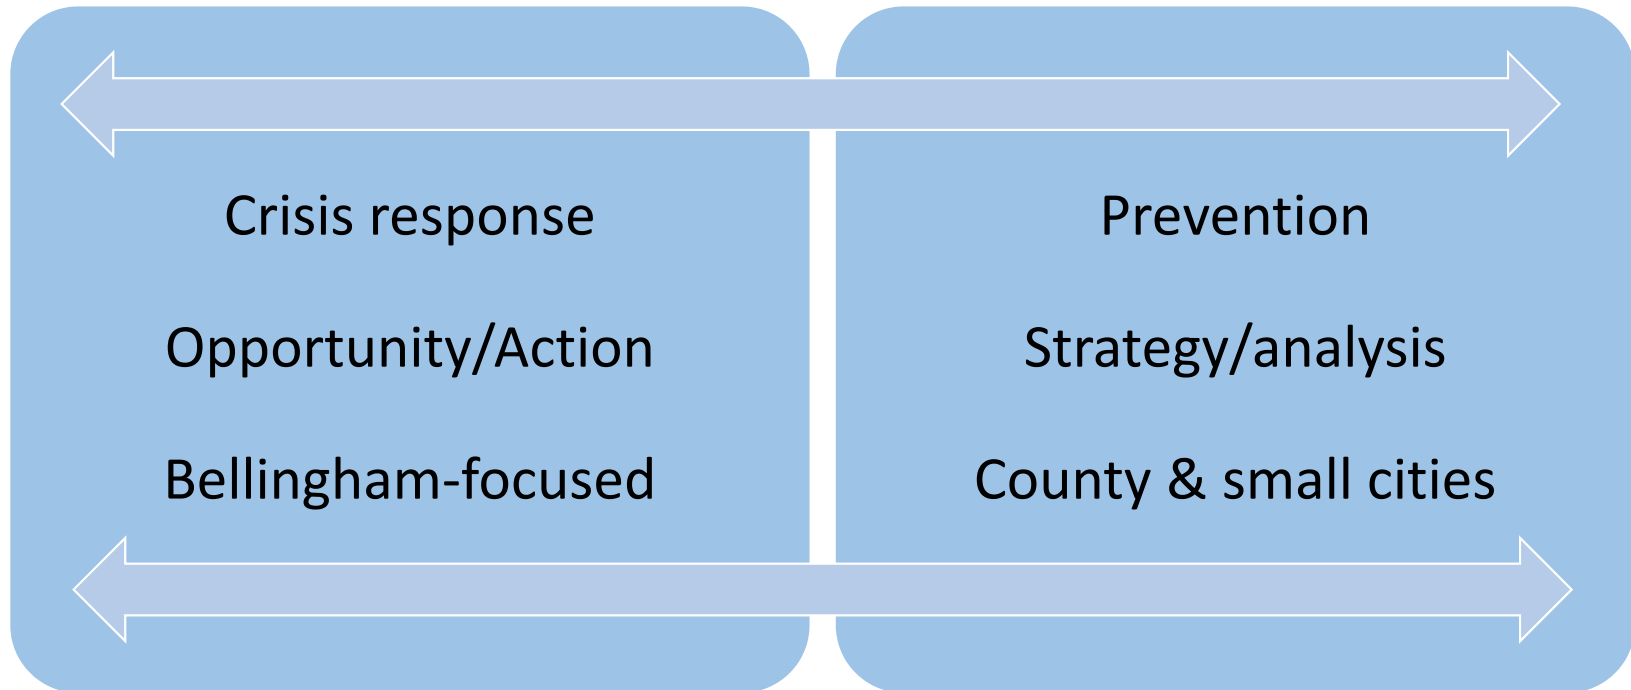 Crisis response
Opportunity/Action
Bellingham-focused
Prevention
Strategy/analysis
County & small cities